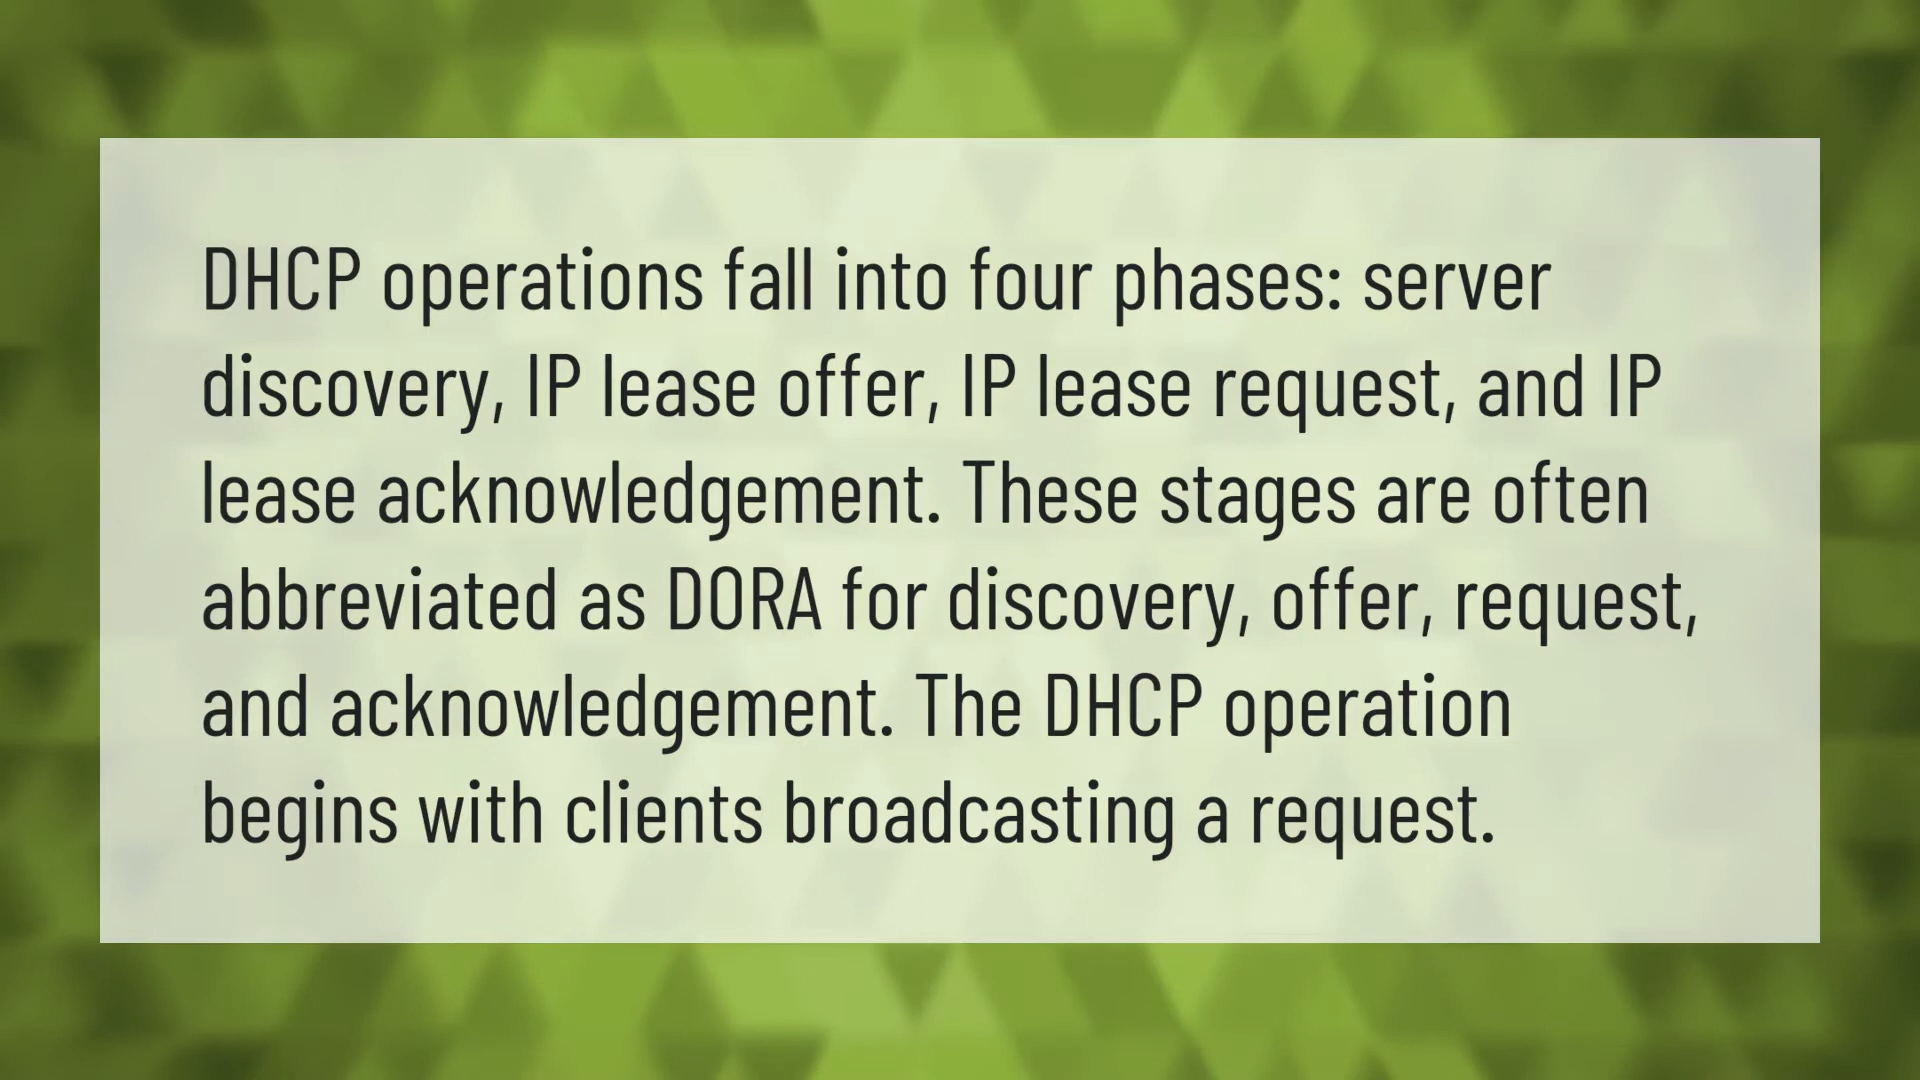 DHCP operations fall into four phases: server
discovery, IP lease offer, IP lease request, and IP
lease acknowledgement. These stages are often
abbreviated as DORA for discovery, offer, request,
and acknowledgement. The DHCP operation
begins with clients broadcasting a request.